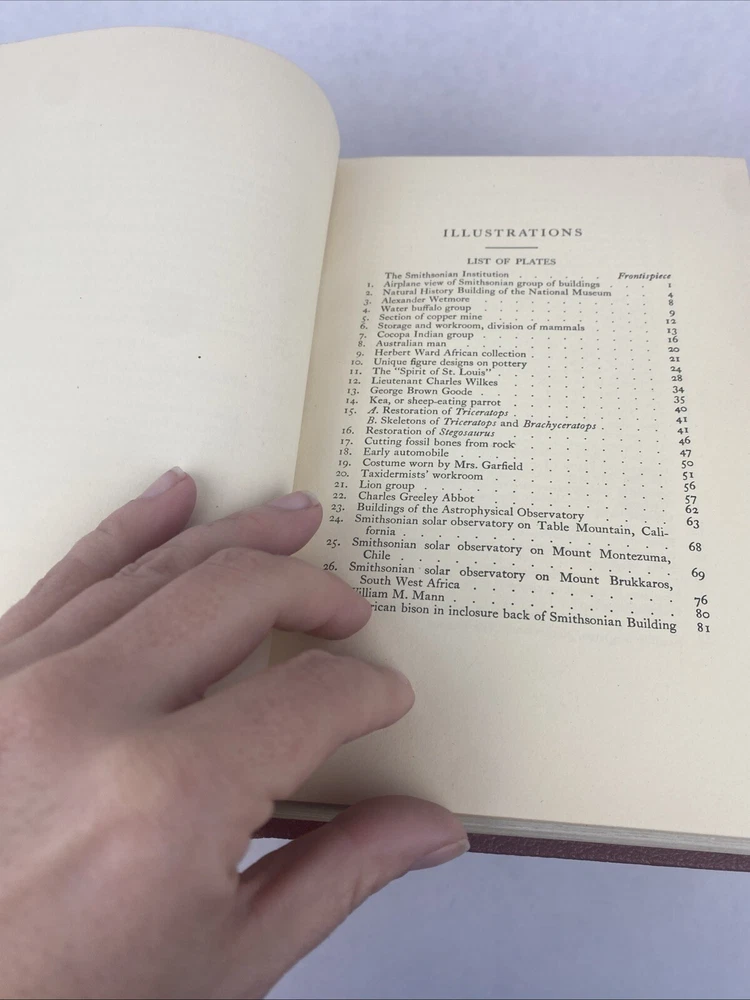 ILLUSTRATIONS
LIST OF PLATES
The Smithsonian Institution . . . . . . Frontispiece
1. Airplane view of Smithsonian group of buildings . . 1
2. Natural History Building of the National Museum . . 4
3. Alexander Wetmore . . . . . . . . 8
4. Water buffalo group . . . . . . . . 9
5. Section of copper mine . . . . . . . . 12
6. Storage and workroom, division of mammals . . . 13
7. Cocopa Indian group . . . . . . . . 16
8. Australian man . . . . . . . . . 20
9. Herbert Ward African collection . . . . . . 21
10. Unique figure designs on pottery . . . . . . 24
11. The "Spirit of St. Louis" . . . . . . . 28
12. Lieutenant Charles Wilkes . . . . . . . 34
13. George Brown Goode . . . . . . . . 35
14. Kea, or sheep-eating parrot . . . . . . . 40
15. A. Restoration of Triceratops . . . . . . . 41
B. Skeletons of Triceratops and Brachyceratops . . . 41
16. Restoration of Stegosaurus . . . . . . . 46
17. Cutting fossil bones from rock . . . . . . 47
18. Early automobile . . . . . . . . . 50
19. Costume worn by Mrs. Garfield . . . . . . 51
20. Taxidermists' workroom . . . . . . . 56
21. Lion group . . . . . . . . . . 57
22. Charles Greeley Abbot . . . . . . . . 62
23. Buildings of the Astrophysical Observatory . . . . 63
24. Smithsonian solar observatory on Table Mountain, Cali-
fornia . . . . . . . . . . 68
25. Smithsonian solar observatory on Mount Montezuma,
Chile . . . . . . . . . . 69
26. Smithsonian solar observatory on Mount Brukkaros,
South West Africa . . . . . . . . 76
William M. Mann . . . . . . . . 80
rican bison in inclosure back of Smithsonian Building 81